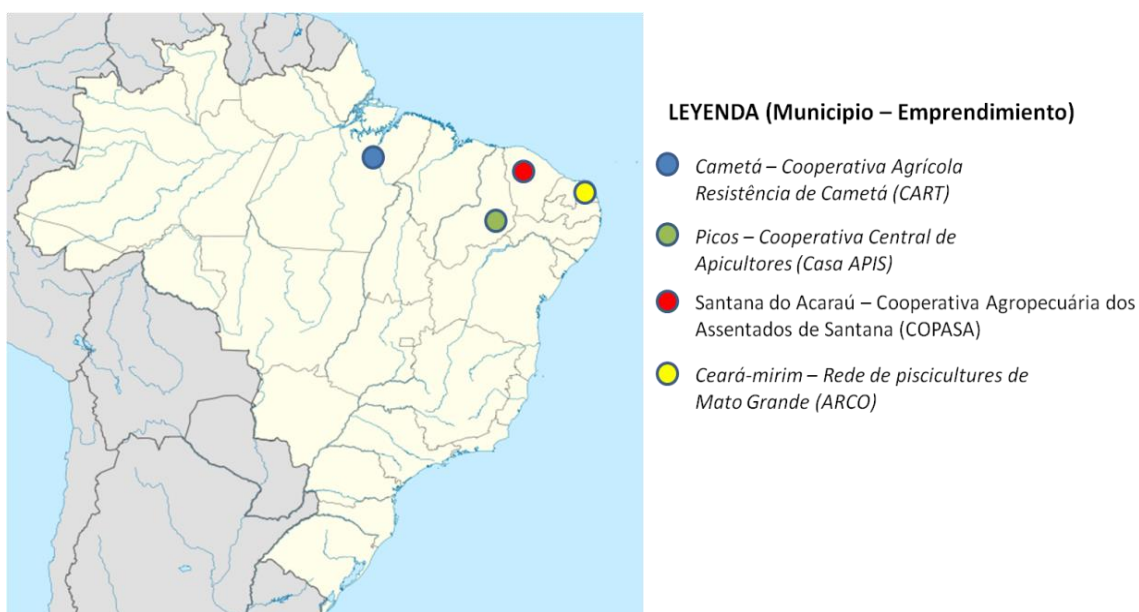 LEYENDA (Municipio – Emprendimiento)
Cametá – Cooperativa Agrícola
Resistência de Cametá (CART)
Picos – Cooperativa Central de
Apicultores (Casa APIS)
Santana do Acaraú – Cooperativa Agropecuária dos
Assentados de Santana (COPASA)
Ceará-mirim – Rede de piscicultures de
Mato Grande (ARCO)